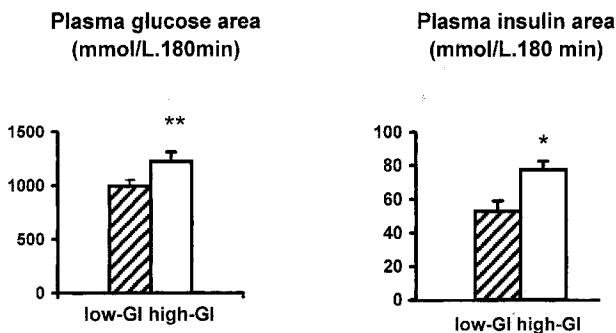 Plasma glucose area
(mmol/L.180min)
**
1500
1000
500
0
low-GI high-GI
Plasma insulin area
(mmol/L.180 min)
*
100
80
60
40
20
0
low-GI high-GI